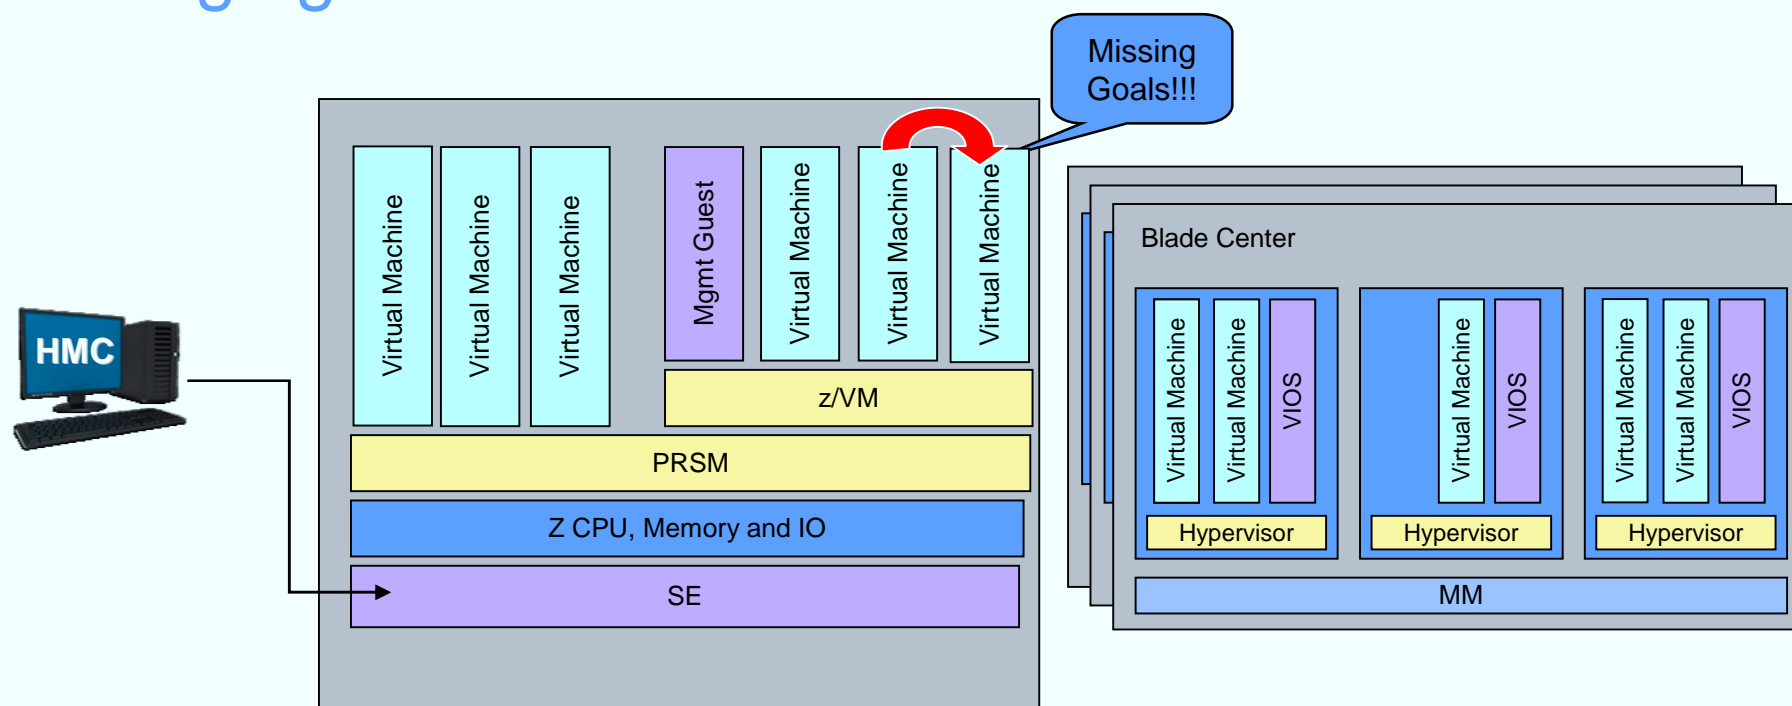 Missing
Goals!!!
Virtual Machine
Virtual Machine
Virtual Machine
Mgmt Guest
Virtual Machine
Virtual Machine
Virtual Machine
z/VM
PRSM
Z CPU, Memory and IO
SE
HMC
Blade Center
Virtual Machine
Virtual Machine
VIOS
Hypervisor
Virtual Machine
VIOS
Hypervisor
Virtual Machine
Virtual Machine
VIOS
Hypervisor
MM